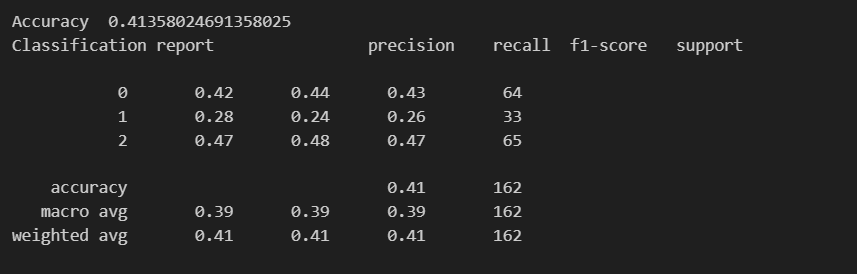 Accuracy  0.41358024691358025
Classification report                precision    recall  f1-score   support

           0       0.42      0.44      0.43        64
           1       0.28      0.24      0.26        33
           2       0.47      0.48      0.47        65

    accuracy                           0.41       162
   macro avg       0.39      0.39      0.39       162
weighted avg       0.41      0.41      0.41       162